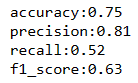 accuracy:0.75
precision:0.81
recall:0.52
f1_score:0.63